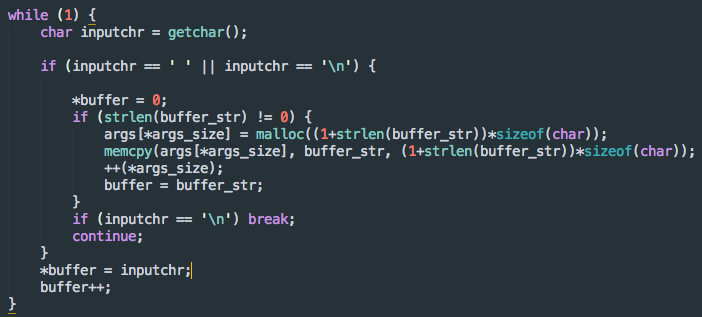 while (1) {
    char inputchr = getchar();
    if (inputchr == ' ' || inputchr == '\n') {
        *buffer = 0;
        if (strlen(buffer_str) != 0) {
            args[*args_size] = malloc((1+strlen(buffer_str))*sizeof(char));
            memcpy(args[*args_size], buffer_str, (1+strlen(buffer_str))*sizeof(char));
            ++(*args_size);
            buffer = buffer_str;
        }
        if (inputchr == '\n') break;
        continue;
    }
    *buffer = inputchr;
    buffer++;
}